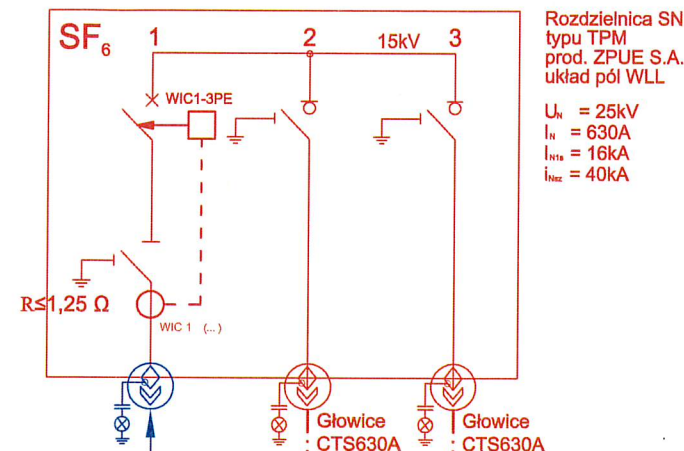 SF6 1 2 15kV 3
Rozdzielnica SN
typu TPM
prod. ZPUE S.A.
układ pól WLL
UN = 25kV
IN = 630A
IN1s = 16kA
iNsz = 40kA
WIC1-3PE
R≤1,25 Ω
WIC 1 (...)
Głowice
: CTS630A
Głowice
: CTS630A